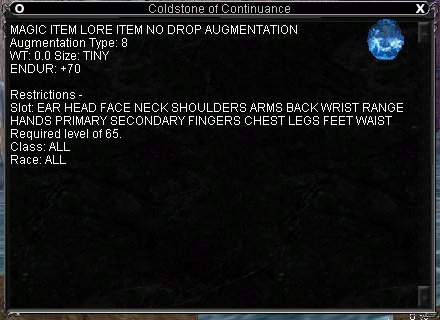 O Coldstone of Continuance X
MAGIC ITEM LORE ITEM NO DROP AUGMENTATION
Augmentation Type: 8
WT: 0.0 Size: TINY
ENDUR: +70
Restrictions -
Slot: EAR HEAD FACE NECK SHOULDERS ARMS BACK WRIST RANGE
HANDS PRIMARY SECONDARY FINGERS CHEST LEGS FEET WAIST
Required level of 65.
Class: ALL
Race: ALL